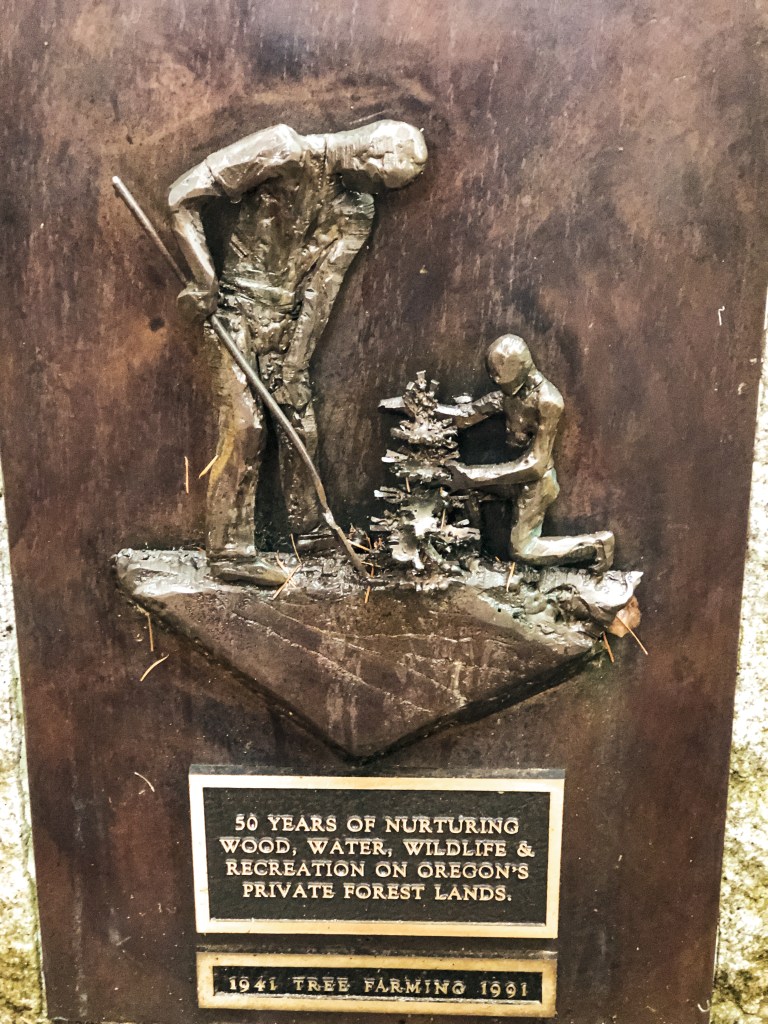 50 YEARS OF NURTURING
WOOD, WATER, WILDLIFE &
RECREATION ON OREGON'S
PRIVATE FOREST LANDS.
1941 TREE FARMING 1991